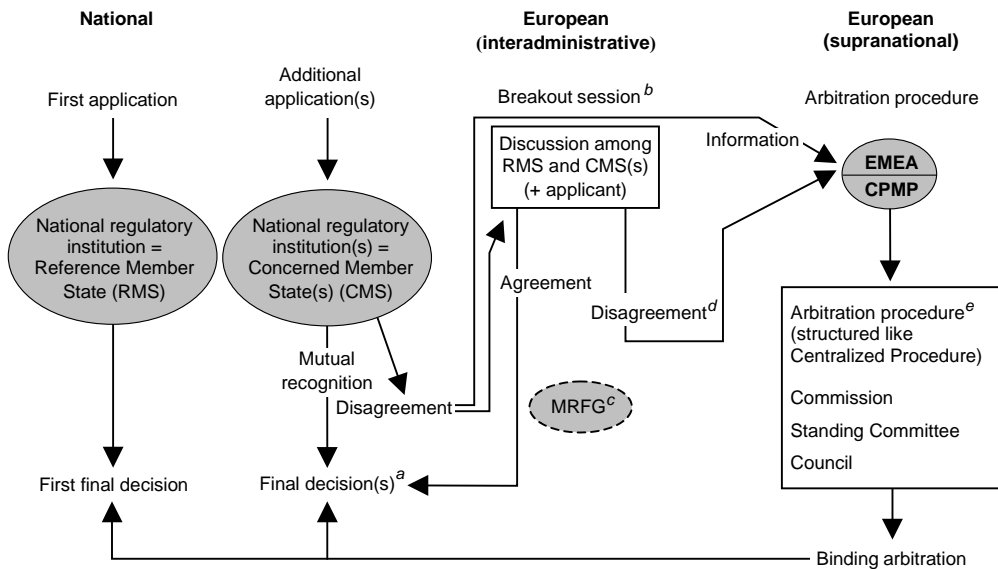 National
European
(interadministrative)
European
(supranational)
First application
Additional
application(s)
Breakout session b
Arbitration procedure
Information
Discussion among
RMS and CMS(s)
(+ applicant)
EMEA
CPMP
National regulatory
institution =
Reference Member
State (RMS)
National regulatory
institution(s) =
Concerned Member
State(s) (CMS)
Agreement
Disagreement d
Mutual
recognition
Disagreement
MRFG c
Arbitration procedure e
(structured like
Centralized Procedure)
Commission
Standing Committee
Council
First final decision
Final decision(s) a
Binding arbitration